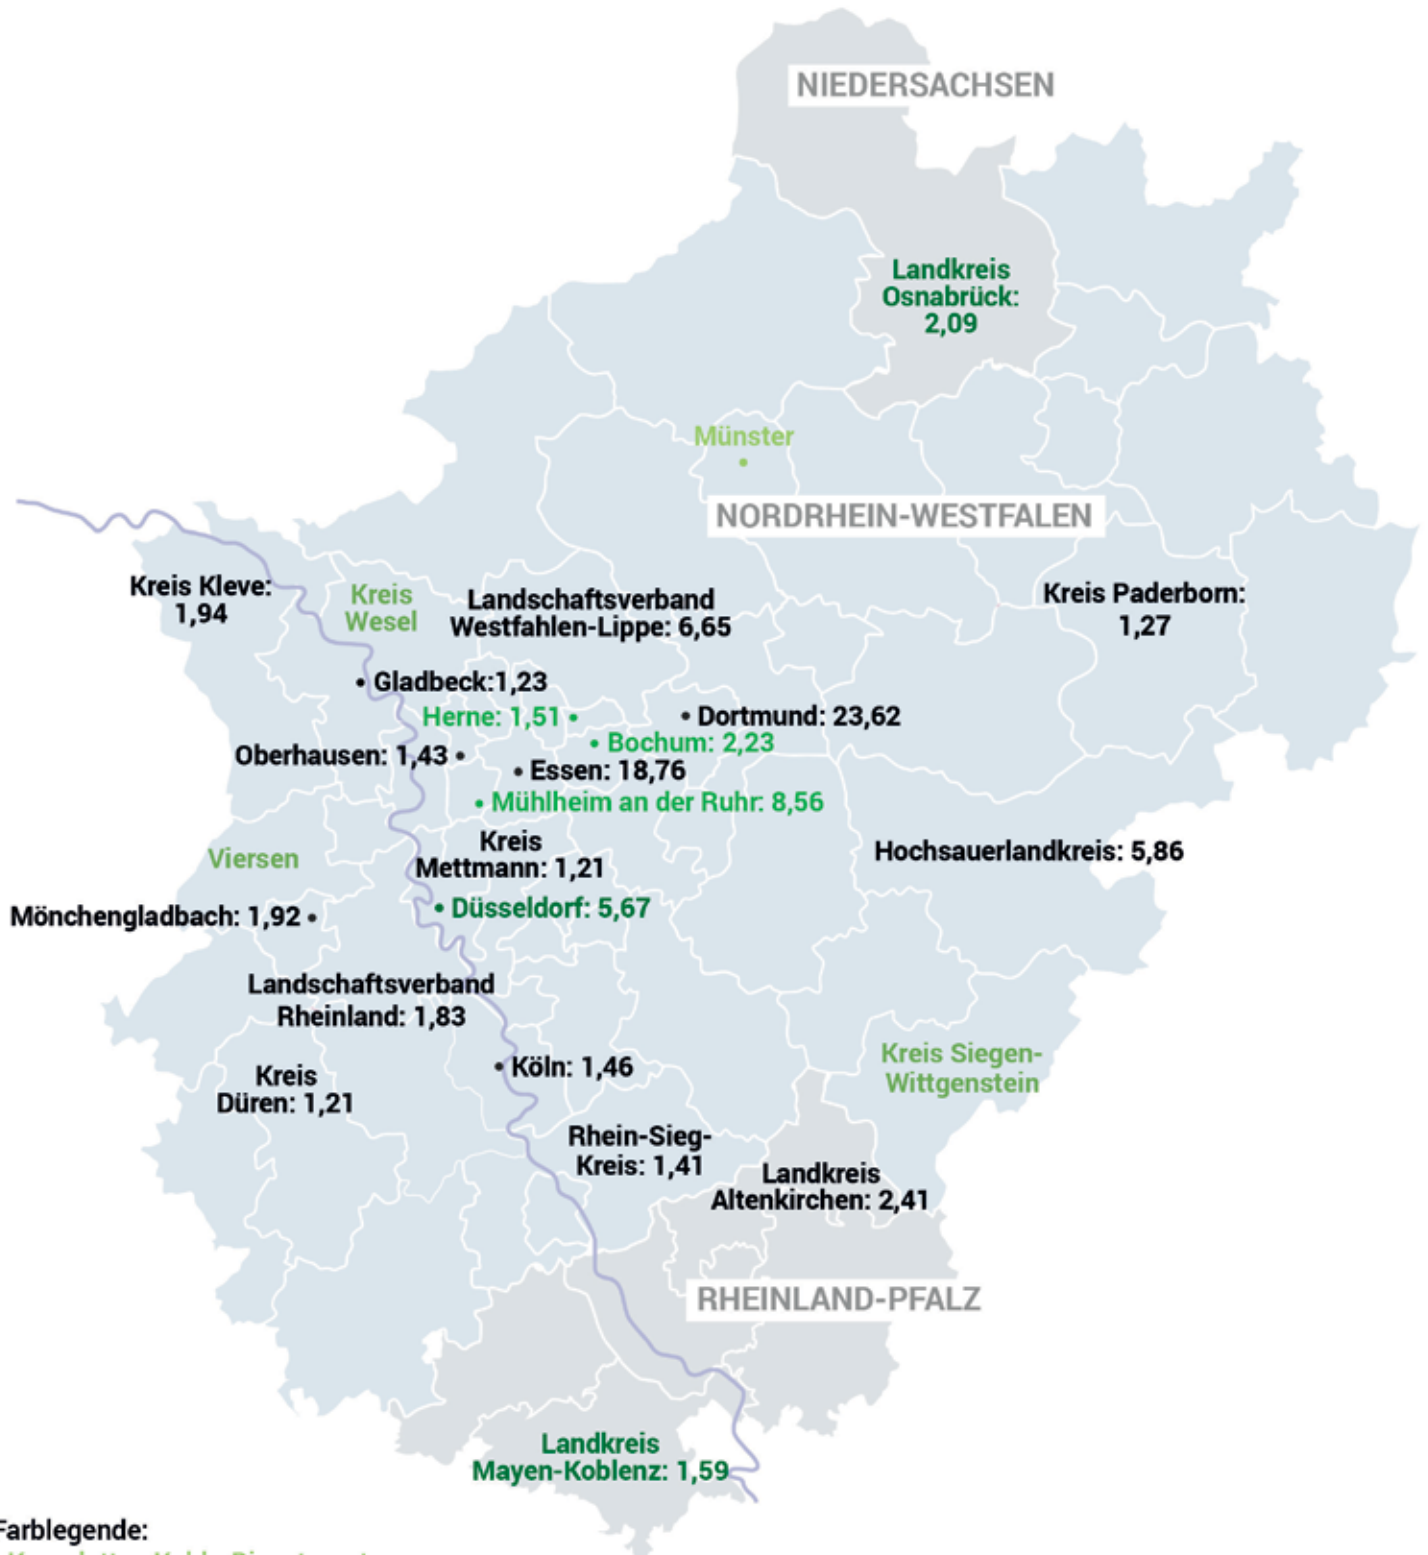 NIEDERSACHSEN
Landkreis
Osnabrück:
2,09
Münster
NORDRHEIN-WESTFALEN
Kreis Kleve:
1,94
Kreis
Wesel
Landschaftsverband
Westfahlen-Lippe: 6,65
Kreis Paderborn:
1,27
Gladbeck:1,23
Herne: 1,51
Dortmund: 23,62
Bochum: 2,23
Oberhausen: 1,43
Essen: 18,76
Mühlheim an der Ruhr: 8,56
Kreis
Mettmann: 1,21
Hochsauerlandkreis: 5,86
Viersen
Düsseldorf: 5,67
Mönchengladbach: 1,92
Landschaftsverband
Rheinland: 1,83
Kreis Siegen-
Wittgenstein
Köln: 1,46
Kreis
Düren: 1,21
Rhein-Sieg-
Kreis: 1,41
Landkreis
Altenkirchen: 2,41
RHEINLAND-PFALZ
Landkreis
Mayen-Koblenz: 1,59
Farblegende: